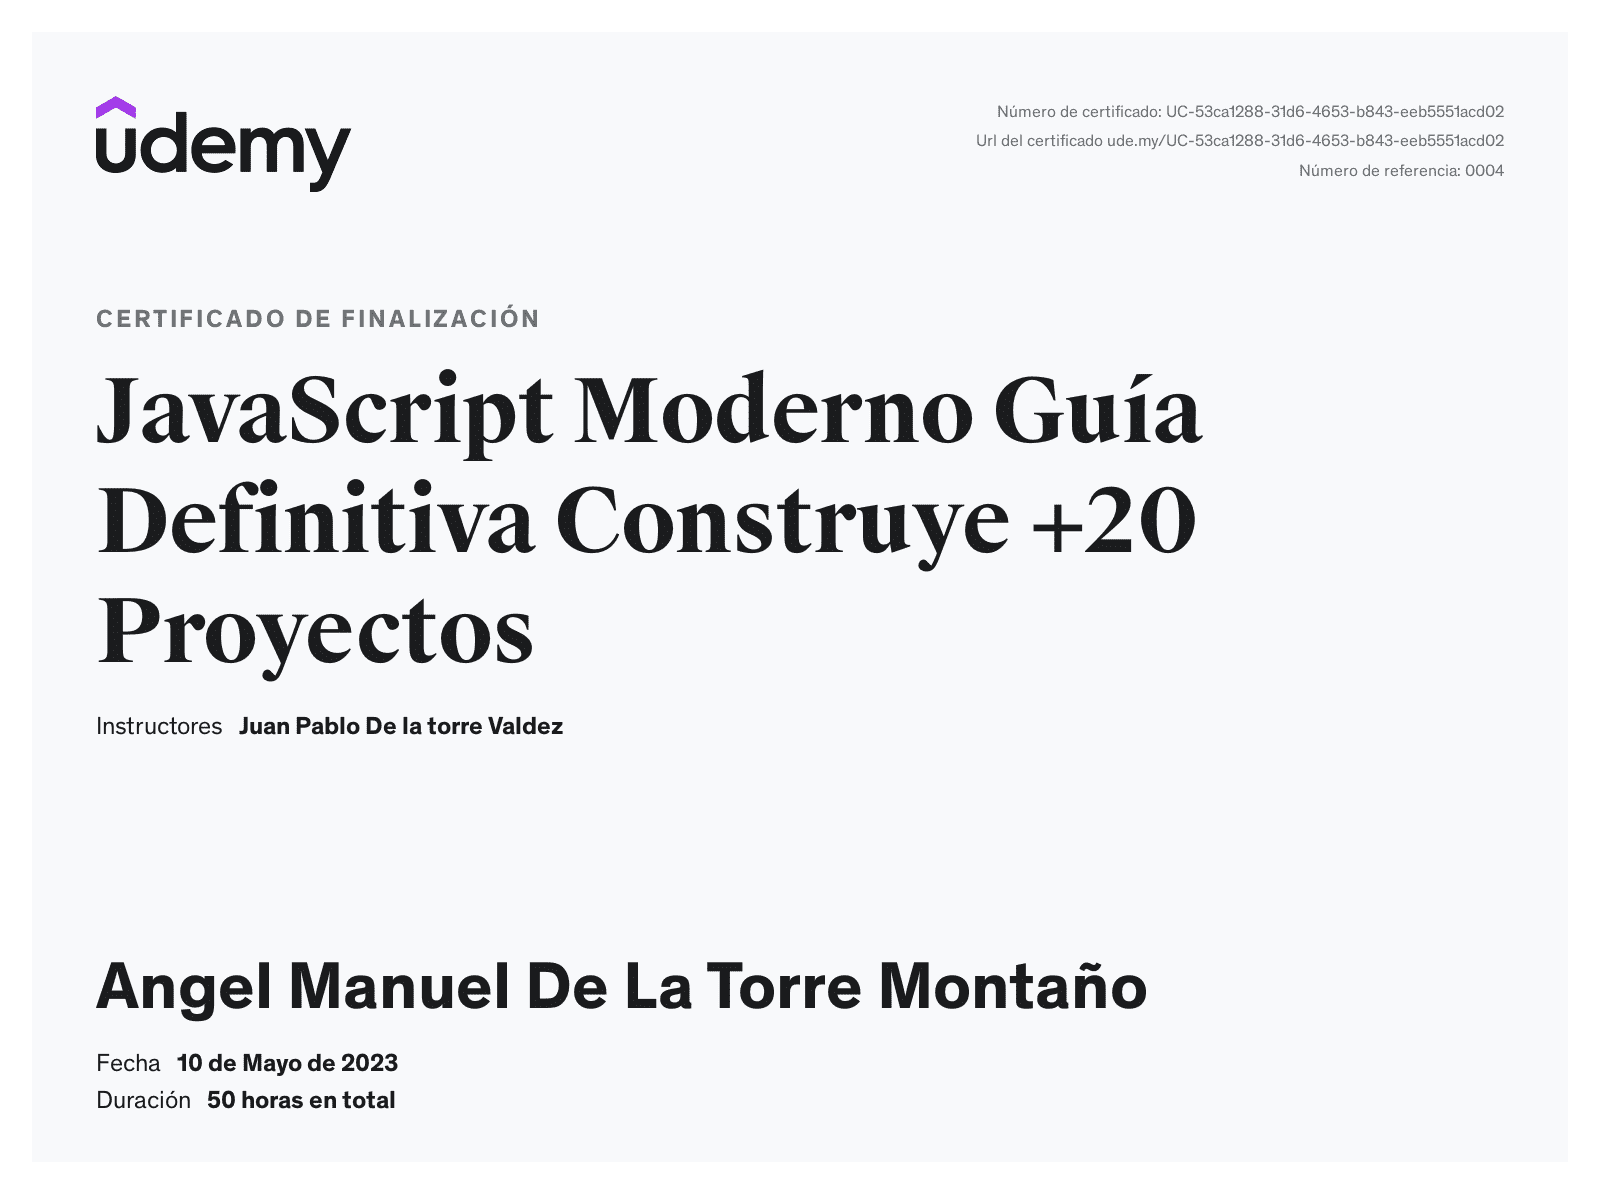 udemy
Número de certificado: UC-53ca1288-31d6-4653-b843-eeb5551acd02
Url del certificado ude.my/UC-53ca1288-31d6-4653-b843-eeb5551acd02
Número de referencia: 0004
CERTIFICADO DE FINALIZACIÓN
JavaScript Moderno Guía
Definitiva Construye +20
Proyectos
Instructores Juan Pablo De la torre Valdez
Angel Manuel De La Torre Montaño
Fecha 10 de Mayo de 2023
Duración 50 horas en total